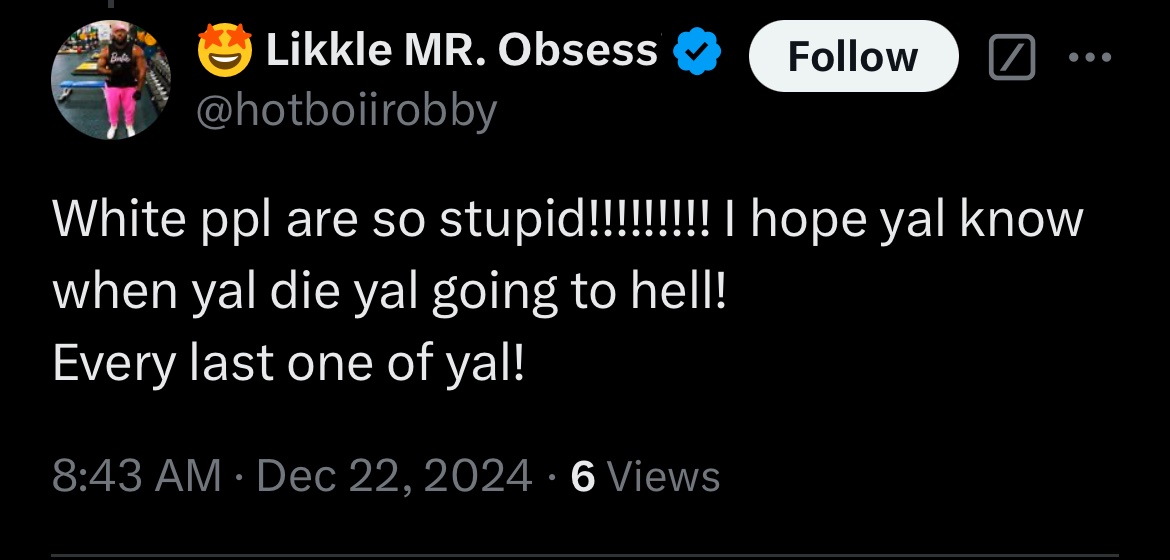 Likkle MR. Obsess
Follow
@hotboiirobby
White ppl are so stupid!!!!!!!!! I hope yal know
when yal die yal going to hell!
Every last one of yal!
8:43 AM · Dec 22, 2024 · 6 Views